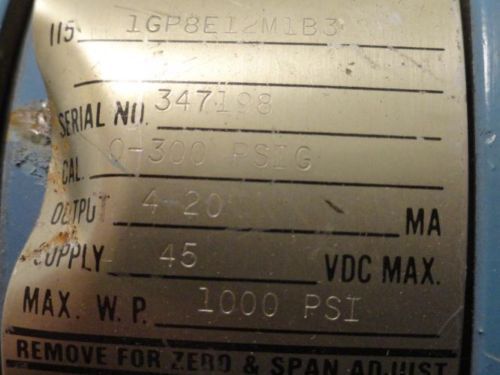 115 1GP8E12M1B3
SERIAL NO. 347198
CAL. 0-300 PSIG
OUTPUT 4-20 MA
SUPPLY 45 VDC MAX.
MAX. W. P. 1000 PSI
REMOVE FOR ZERO & SPAN ADJUST